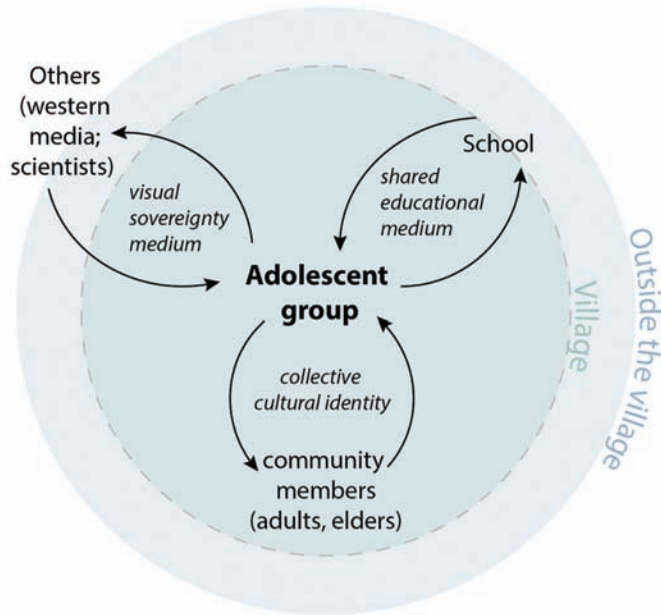 Others
(western
media;
scientists)
visual
sovereignty
medium
School
shared
educational
medium
Adolescent
group
collective
cultural identity
community
members
(adults, elders)
Village
Outside the village